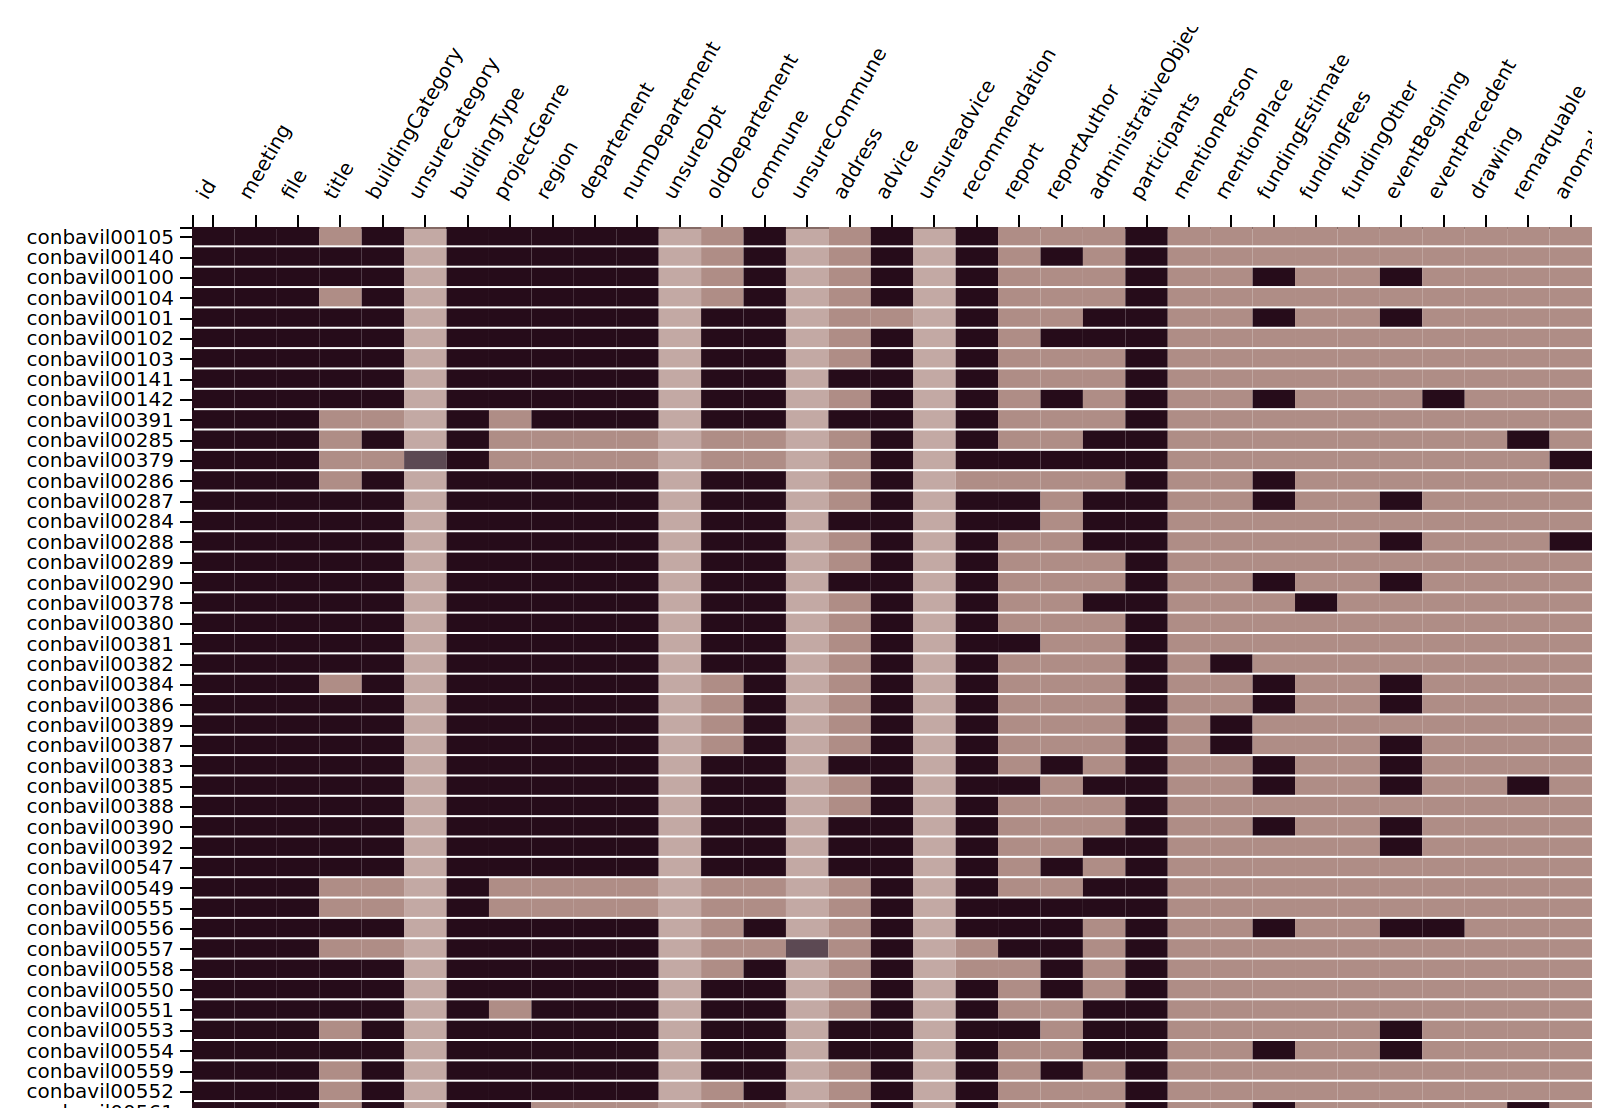 id
meeting
file
title
buildingCategory
unsureCategory
buildingType
projectGenre
region
departement
numDepartement
unsureDpt
oldDepartement
commune
unsureCommune
address
advice
unsureadvice
recommendation
report
reportAuthor
administrativeObjec
participants
mentionPerson
mentionPlace
fundingEstimate
fundingFees
fundingOther
eventBegining
eventPrecedent
drawing
remarquable
conbavil00105
conbavil00140
conbavil00100
conbavil00104
conbavil00101
conbavil00102
conbavil00103
conbavil00141
conbavil00142
conbavil00391
conbavil00285
conbavil00379
conbavil00286
conbavil00287
conbavil00284
conbavil00288
conbavil00289
conbavil00290
conbavil00378
conbavil00380
conbavil00381
conbavil00382
conbavil00384
conbavil00386
conbavil00389
conbavil00387
conbavil00383
conbavil00385
conbavil00388
conbavil00390
conbavil00392
conbavil00547
conbavil00549
conbavil00555
conbavil00556
conbavil00557
conbavil00558
conbavil00550
conbavil00551
conbavil00553
conbavil00554
conbavil00559
conbavil00552